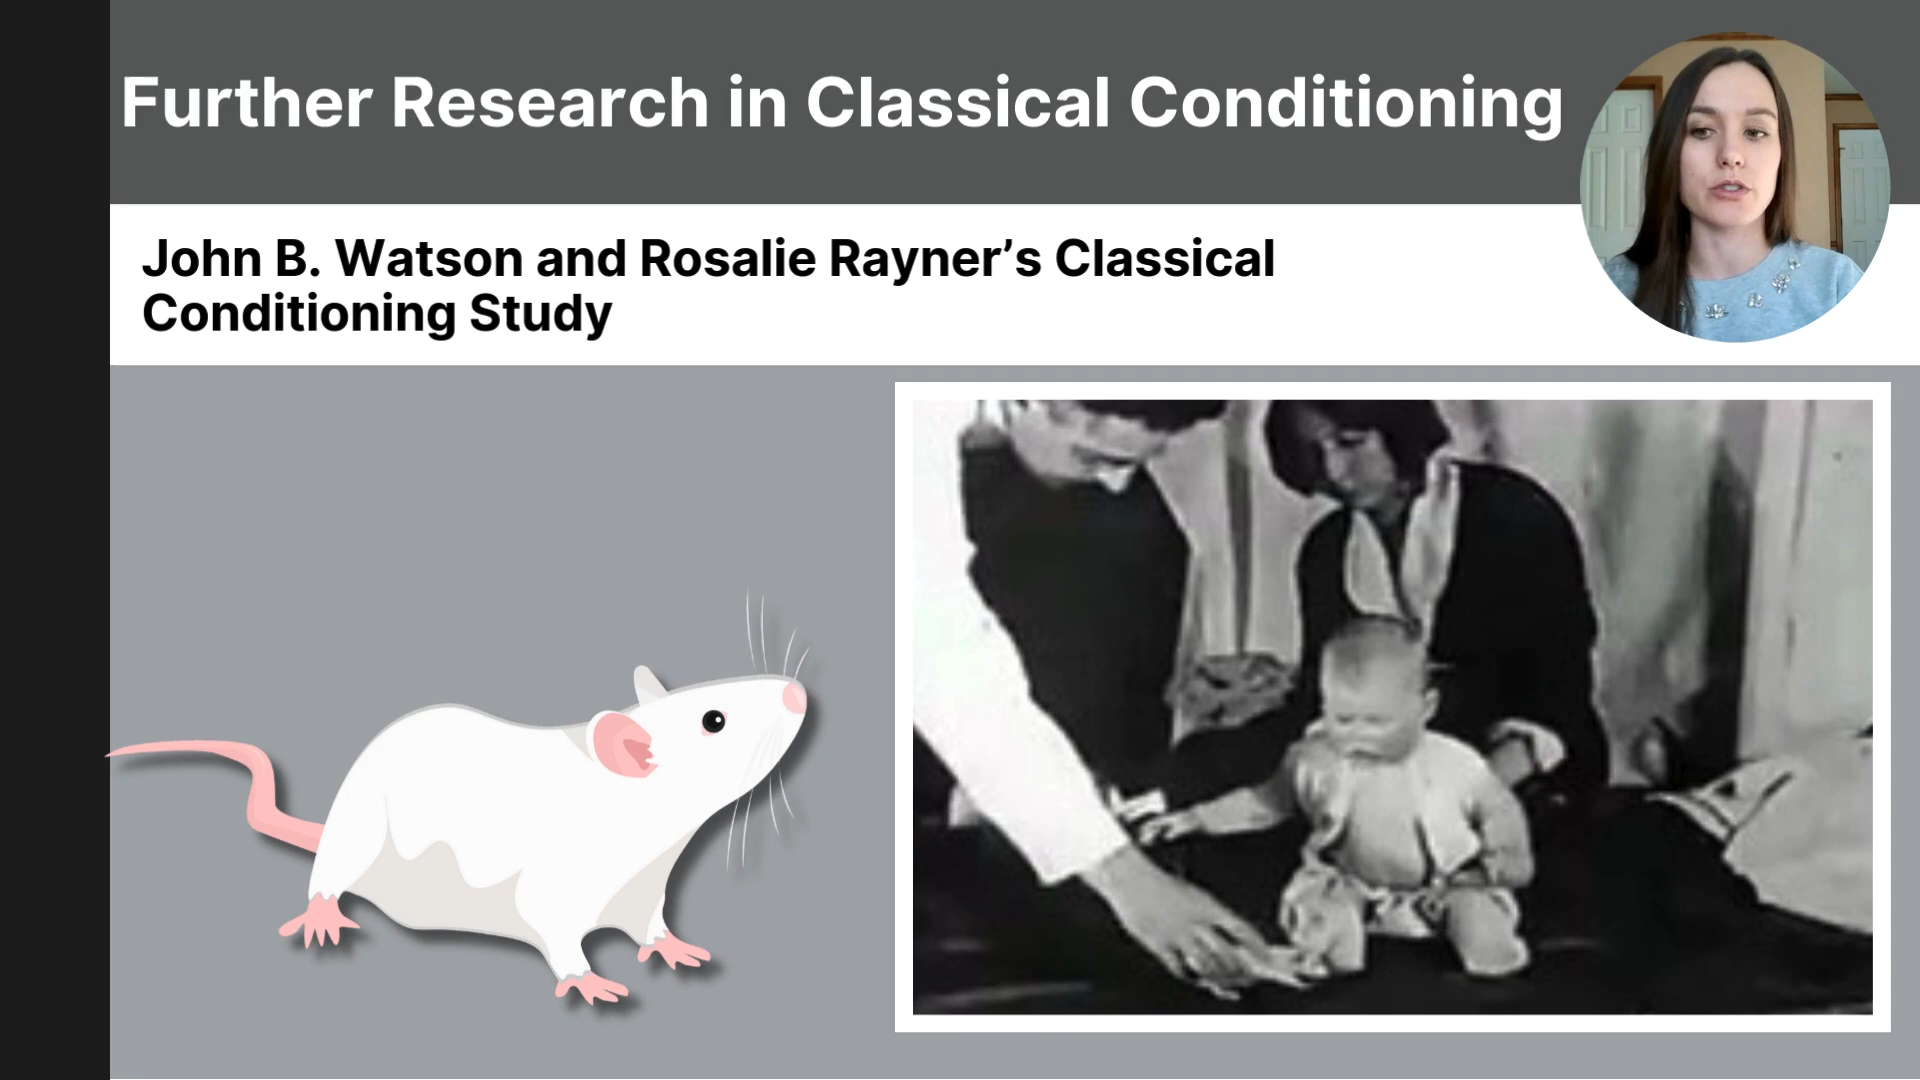 Further Research in Classical Conditioning
John B. Watson and Rosalie Rayner’s Classical
Conditioning Study